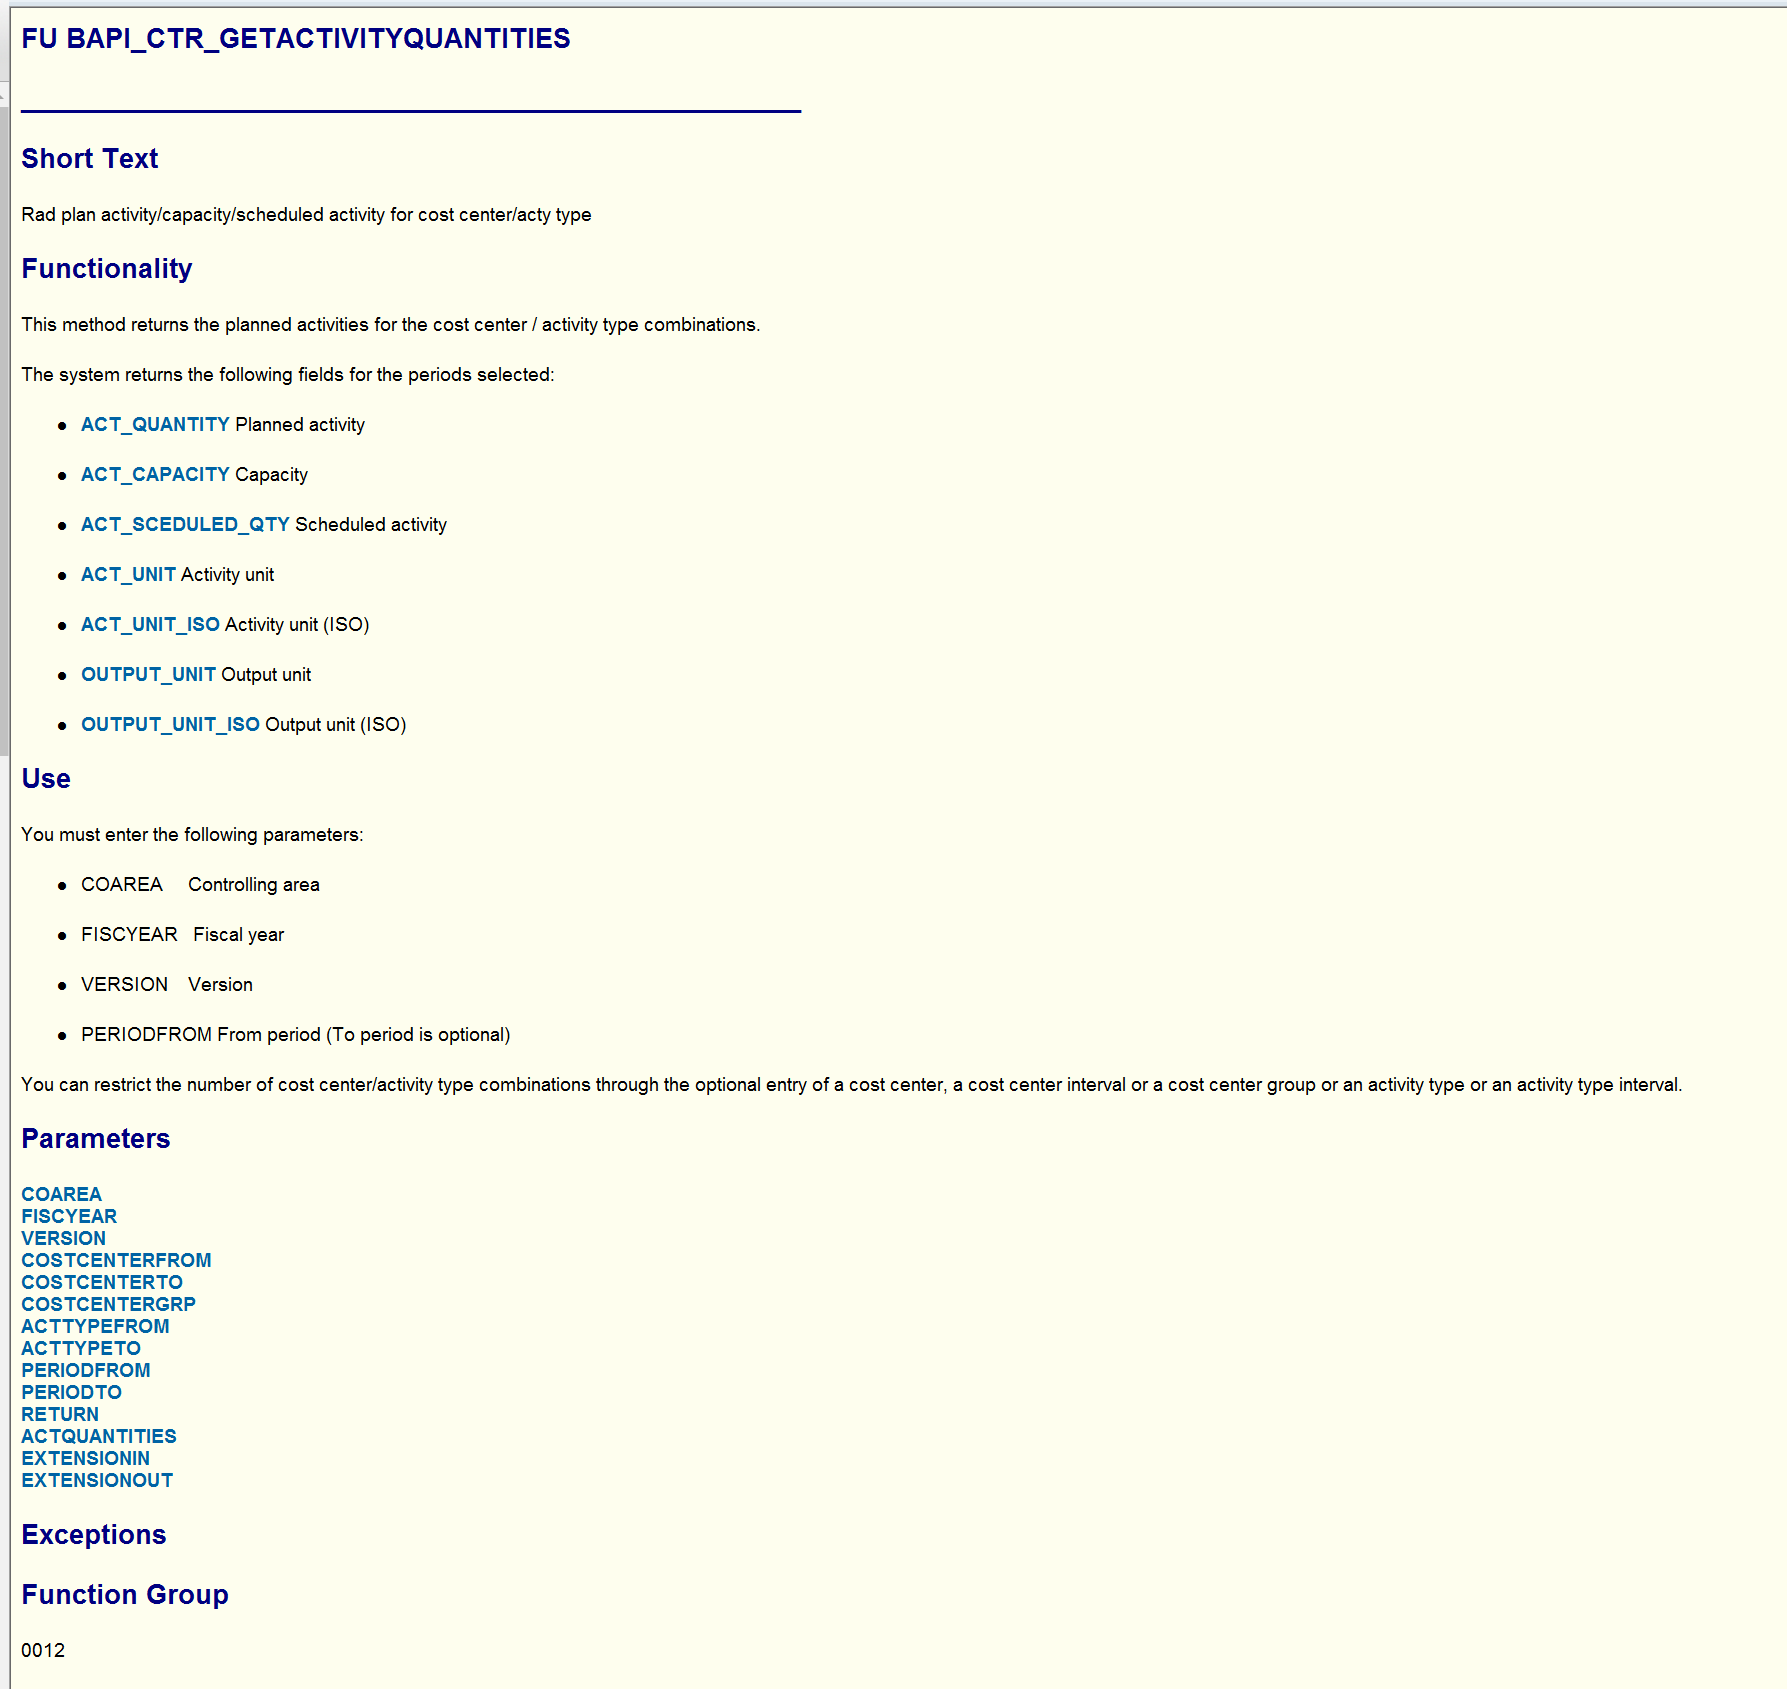 FU BAPI_CTR_GETACTIVITYQUANTITIES
Short Text
Rad plan activity/capacity/scheduled activity for cost center/acty type
Functionality
This method returns the planned activities for the cost center / activity type combinations.
The system returns the following fields for the periods selected:
● ACT_QUANTITY Planned activity
● ACT_CAPACITY Capacity
● ACT_SCEDULED_QTY Scheduled activity
● ACT_UNIT Activity unit
● ACT_UNIT_ISO Activity unit (ISO)
● OUTPUT_UNIT Output unit
● OUTPUT_UNIT_ISO Output unit (ISO)
Use
You must enter the following parameters:
● COAREA Controlling area
● FISCYEAR Fiscal year
● VERSION Version
● PERIODFROM From period (To period is optional)
You can restrict the number of cost center/activity type combinations through the optional entry of a cost center, a cost center interval or a cost center group or an activity type or an activity type interval.
Parameters
COAREA
FISCYEAR
VERSION
COSTCENTERFROM
COSTCENTERTO
COSTCENTERGRP
ACTTYPEFROM
ACTTYPETO
PERIODFROM
PERIODTO
RETURN
ACTQUANTITIES
EXTENSIONIN
EXTENSIONOUT
Exceptions
Function Group
0012